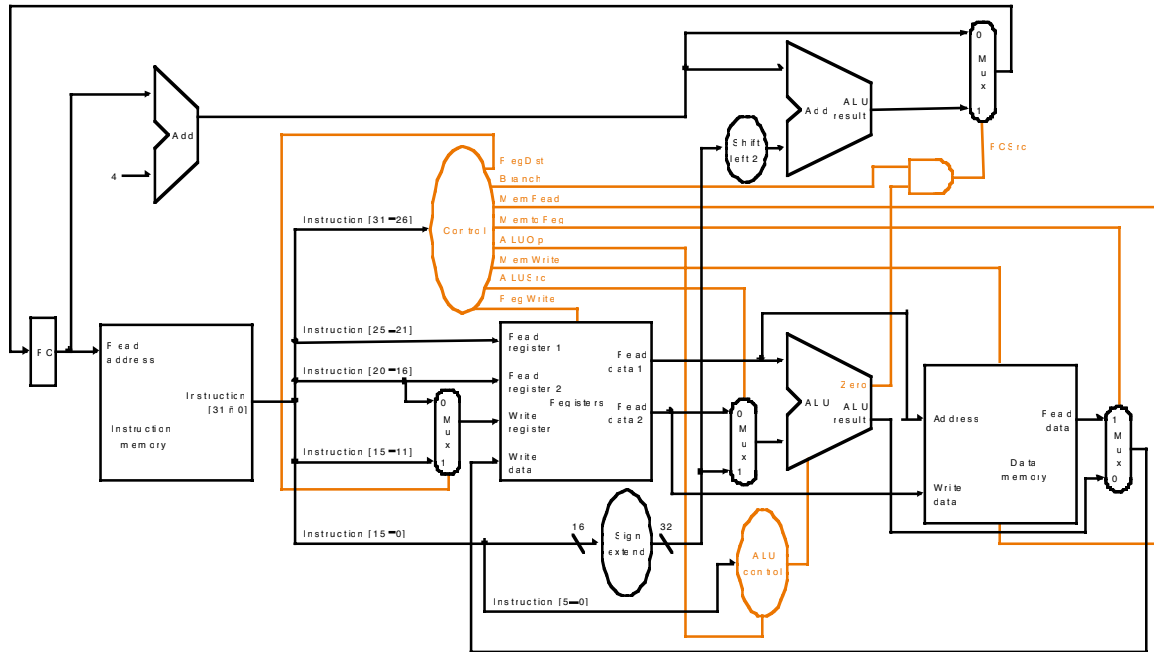 0
M
u
x
1
Add
ALU
result
Add
Shift
left 2
PCSrc
4
RegDst
Branch
MemRead
MemtoReg
ALUOp
MemWrite
ALUSrc
RegWrite
Control
Instruction [31–26]
Instruction [25–21]
Instruction [20–16]
Instruction [15–11]
Instruction [15–0]
Instruction [5–0]
PC
Read
address
Instruction
[31ñ0]
Instruction
memory
0
M
u
x
1
Read
register 1
Read
register 2
Write
register
Write
data
Registers
Read
data 1
Read
data 2
0
M
u
x
1
Zero
ALU
ALU
result
Address
Write
data
Read
data
Data
memory
1
M
u
x
0
16
Sign
extend
32
ALU
control